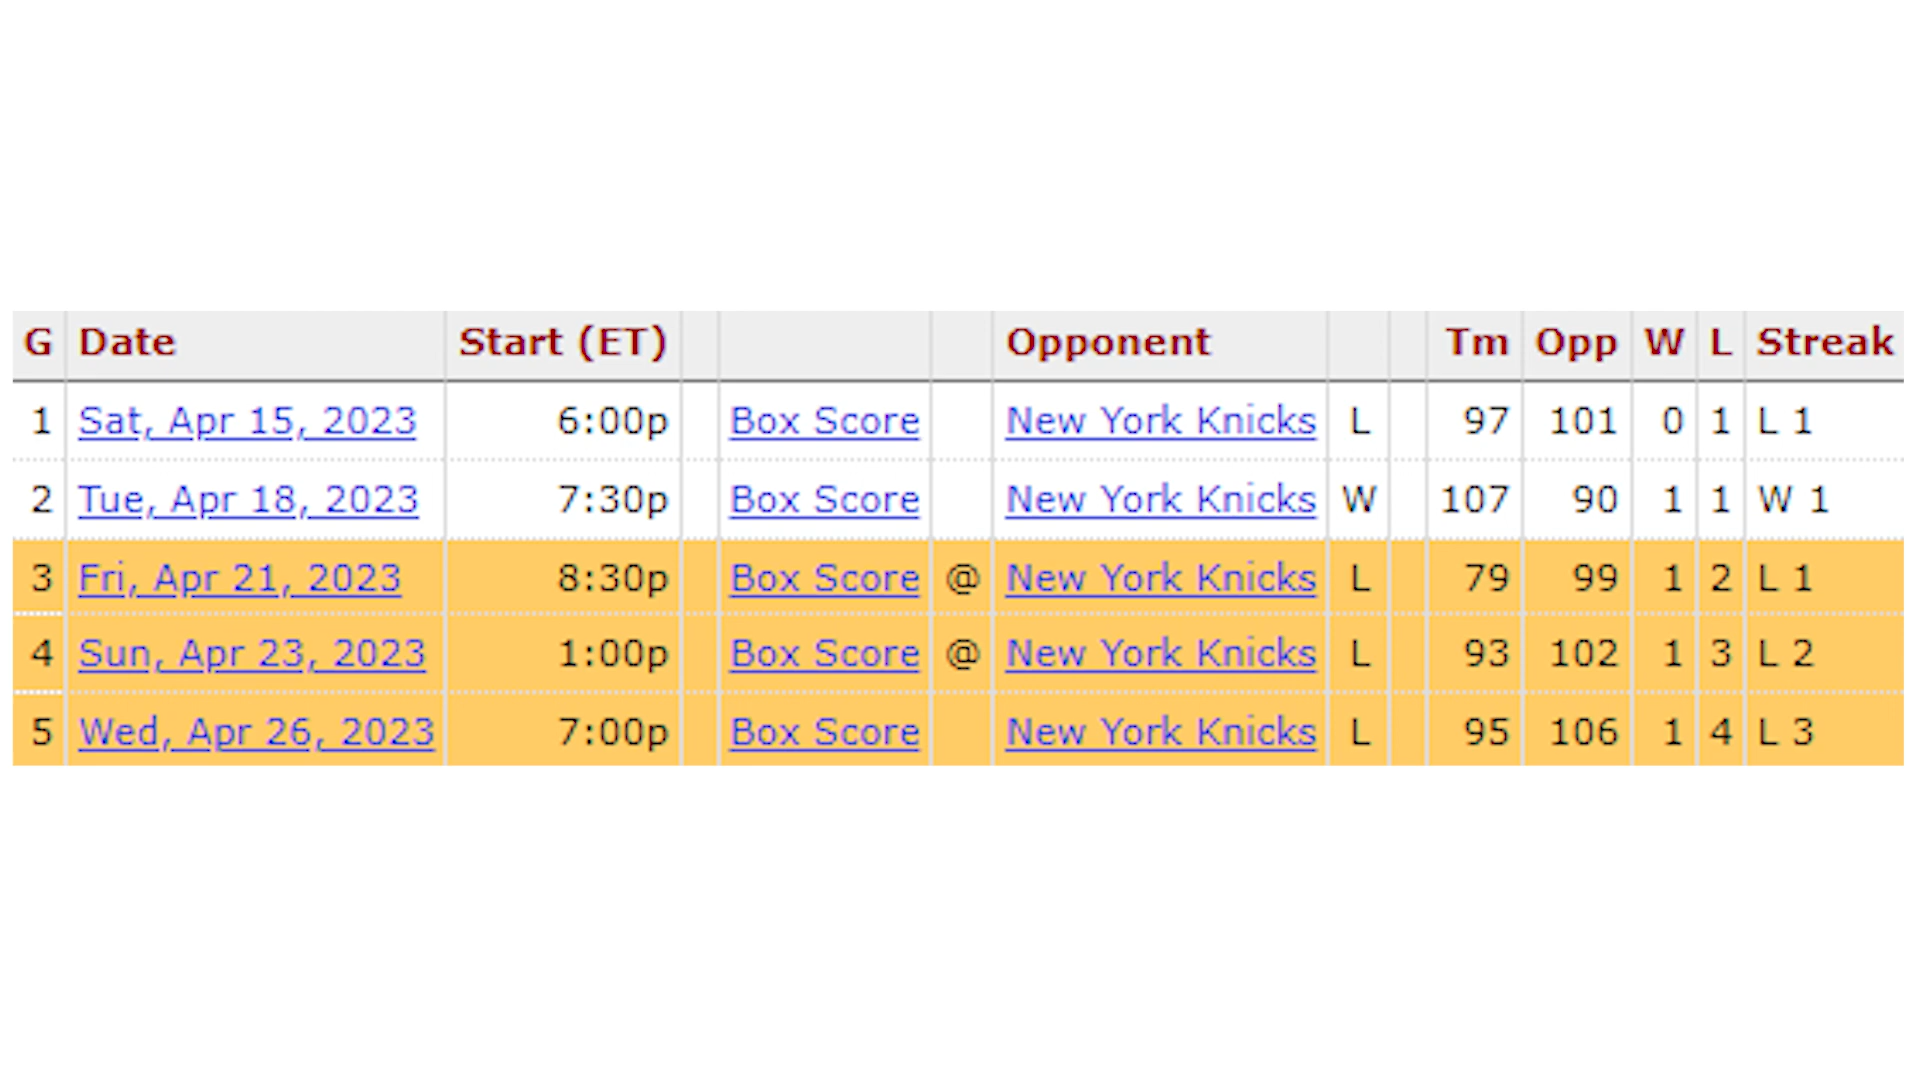 G Date Start (ET) Opponent Tm Opp W L Streak
1 Sat, Apr 15, 2023 6:00p Box Score New York Knicks L 97 101 0 1 L 1
2 Tue, Apr 18, 2023 7:30p Box Score New York Knicks W 107 90 1 1 W 1
3 Fri, Apr 21, 2023 8:30p Box Score @ New York Knicks L 79 99 1 2 L 1
4 Sun, Apr 23, 2023 1:00p Box Score @ New York Knicks L 93 102 1 3 L 2
5 Wed, Apr 26, 2023 7:00p Box Score New York Knicks L 95 106 1 4 L 3